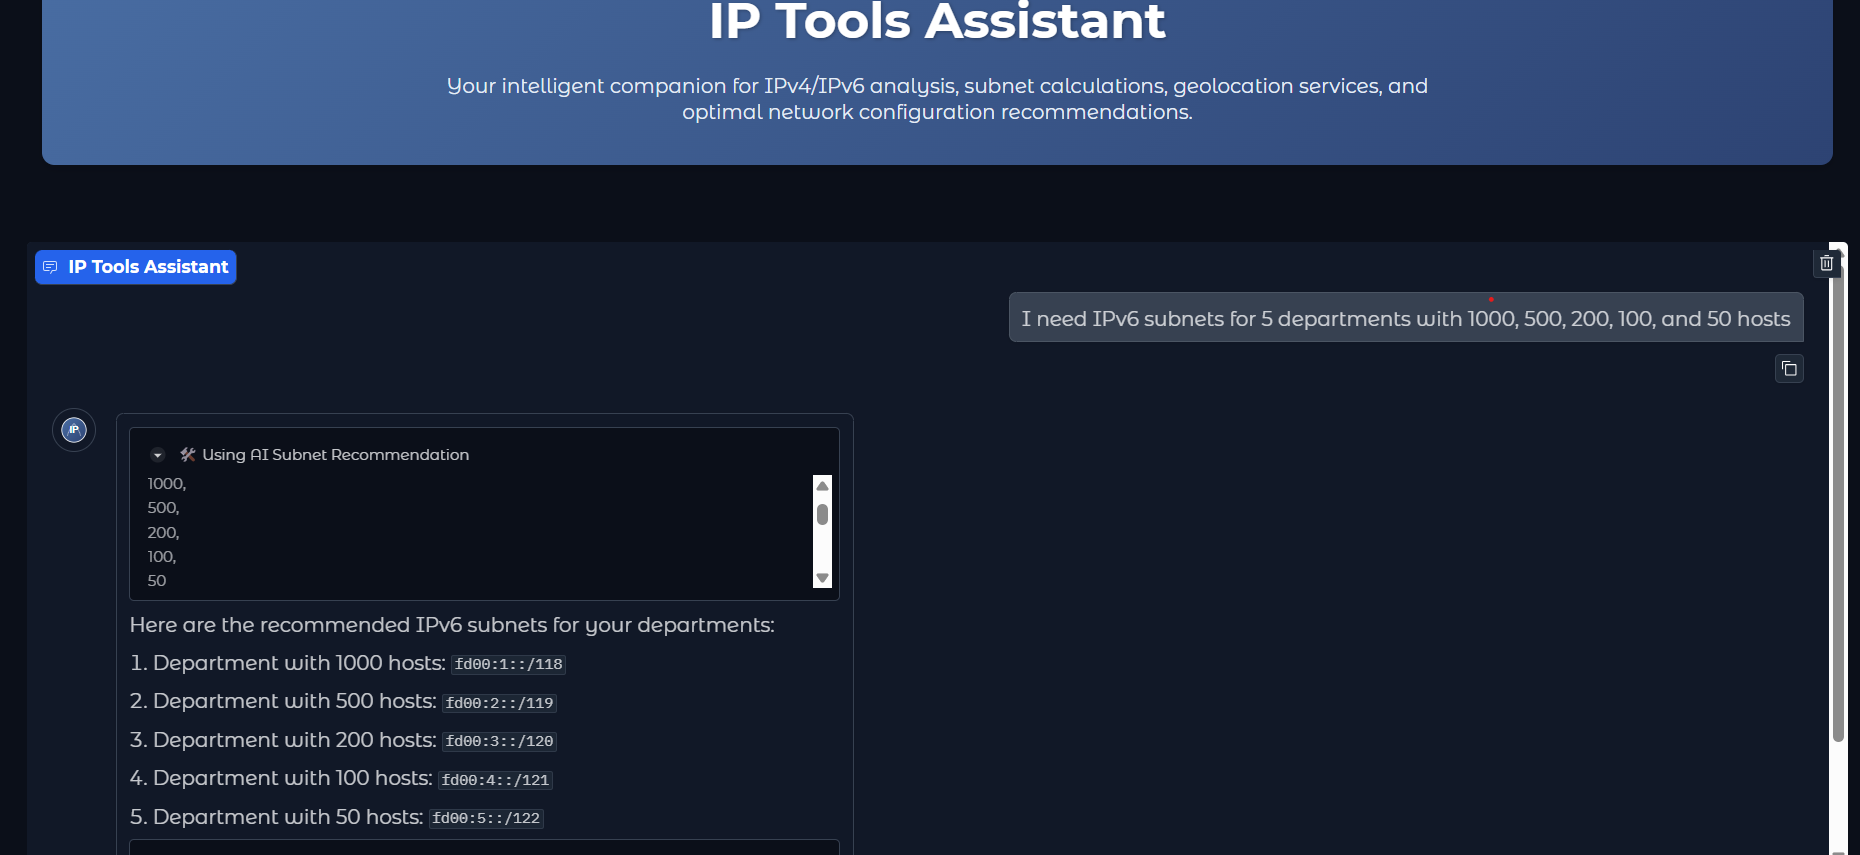 IP Tools Assistant
Your intelligent companion for IPv4/IPv6 analysis, subnet calculations, geolocation services, and
optimal network configuration recommendations.
IP Tools Assistant
I need IPv6 subnets for 5 departments with 1000, 500, 200, 100, and 50 hosts
IP
Using AI Subnet Recommendation
1000,
500,
200,
100,
50
Here are the recommended IPv6 subnets for your departments:
1. Department with 1000 hosts: fd00:1::/118
2. Department with 500 hosts: fd00:2::/119
3. Department with 200 hosts: fd00:3::/120
4. Department with 100 hosts: fd00:4::/121
5. Department with 50 hosts: fd00:5::/122